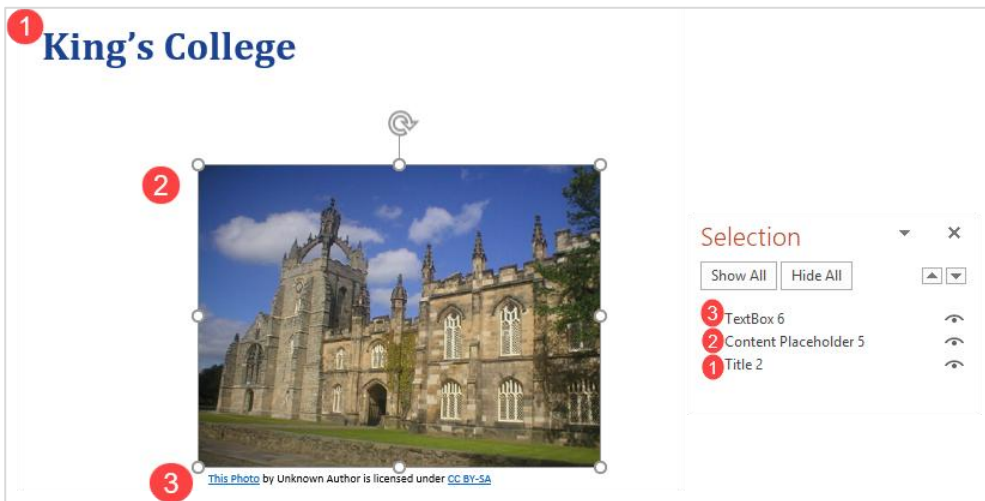 1
King’s College
2
3
This Photo by Unknown Author is licensed under CC BY-SA
Selection
Show All Hide All
3 TextBox 6
2 Content Placeholder 5
1 Title 2